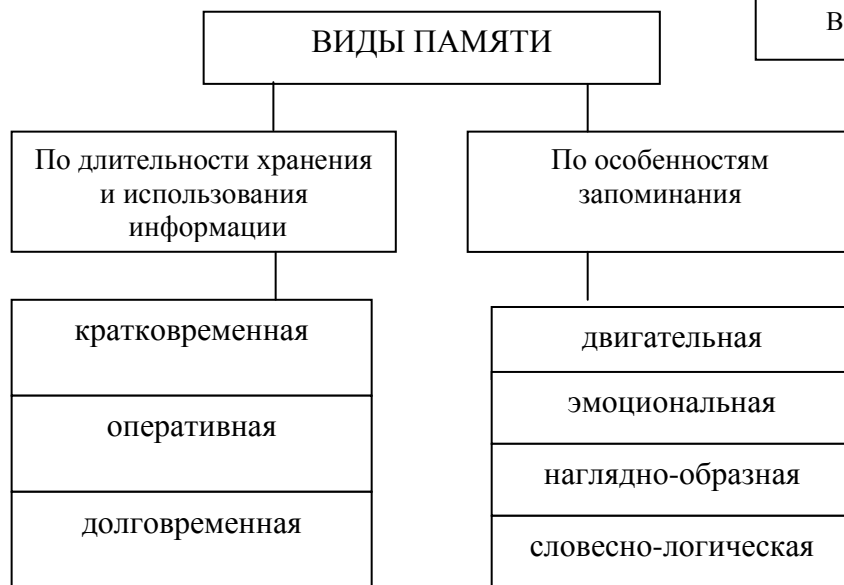 ВИДЫ ПАМЯТИ
В
По длительности хранения
и использования
информации
По особенностям
запоминания
кратковременная
оперативная
долговременная
двигательная
эмоциональная
наглядно-образная
словесно-логическая